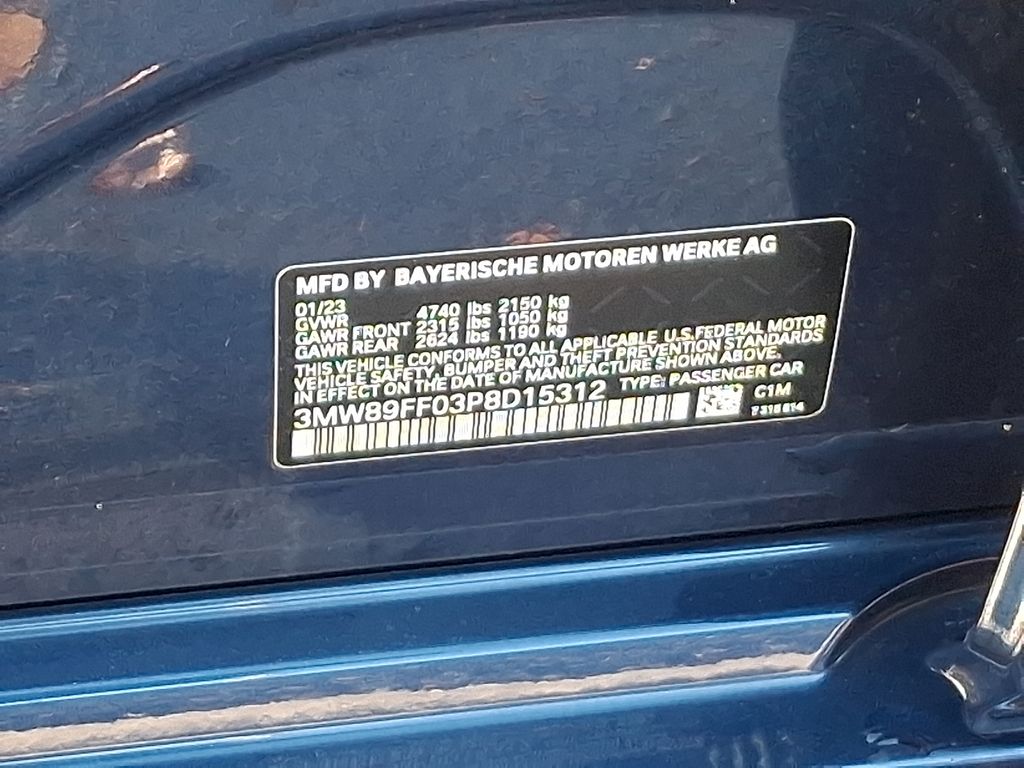 MFD BY BAYERISCHE MOTOREN WERKE AG
01/23
GVWR 4740 lbs 2150 kg
GAWR FRONT 2315 lbs 1050 kg
GAWR REAR 2624 lbs 1190 kg
THIS VEHICLE CONFORMS TO ALL APPLICABLE U.S.FEDERAL MOTOR
VEHICLE SAFETY, BUMPER AND THEFT PREVENTION STANDARDS
IN EFFECT ON THE DATE OF MANUFACTURE SHOWN ABOVE.
3MW89FF03P8D15312 TYPE: PASSENGER CAR
C1M